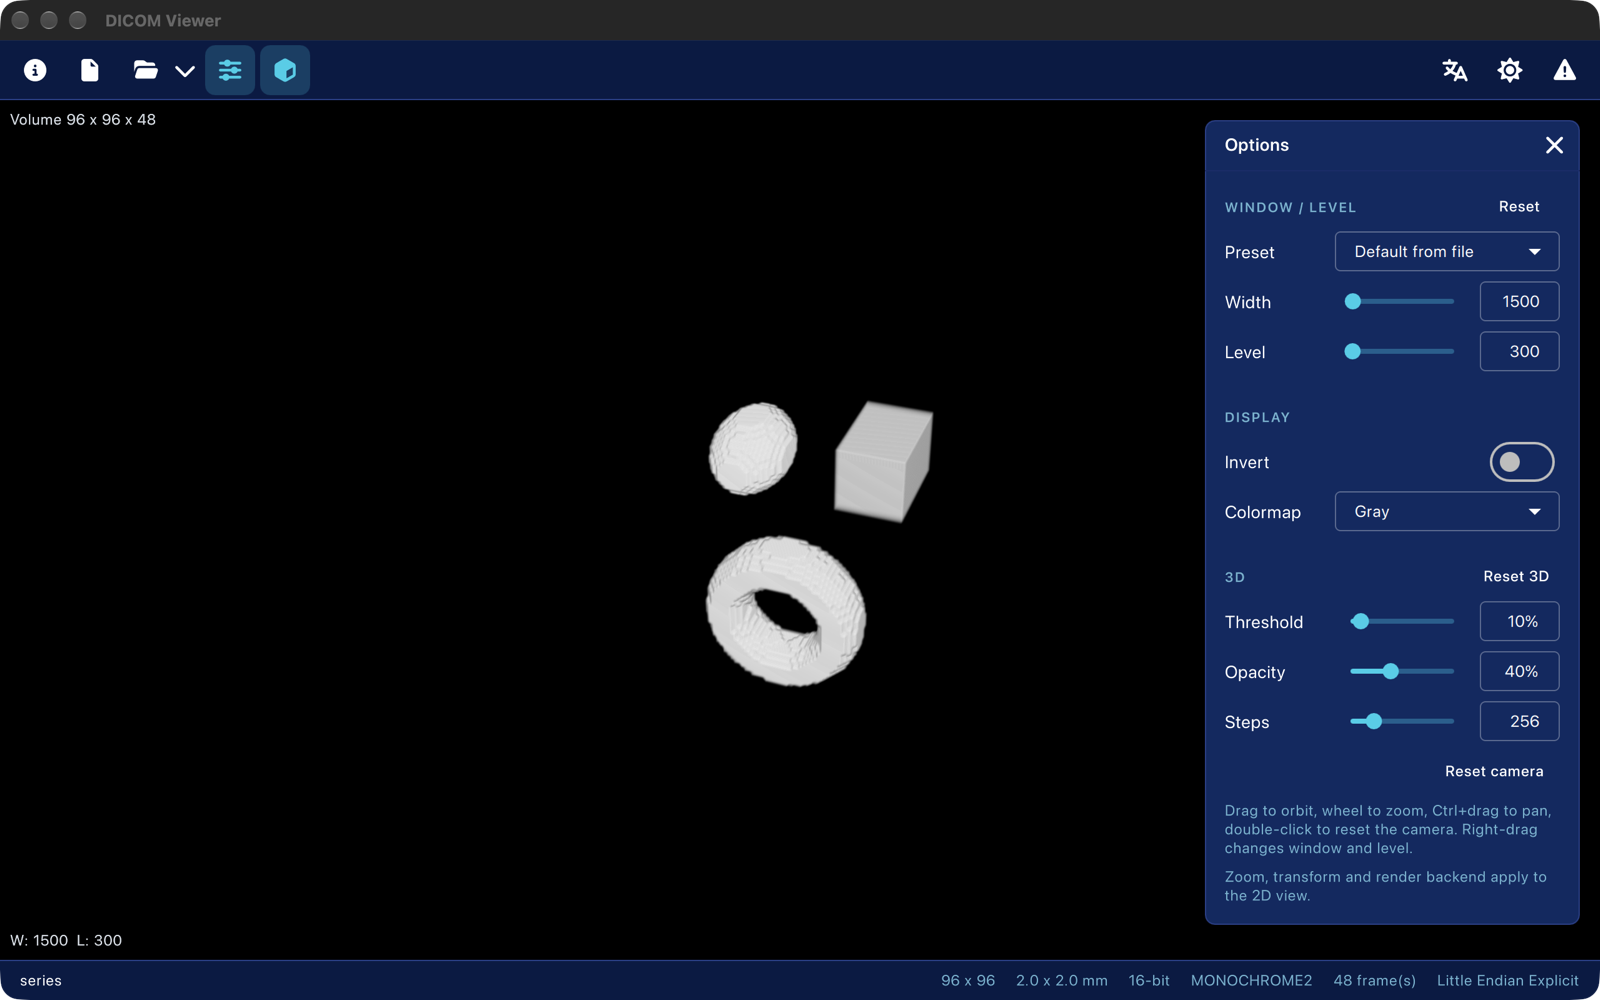 DICOM Viewer
Volume 96 x 96 x 48
Options
WINDOW / LEVEL
Reset
Preset
Default from file
Width
1500
Level
300
DISPLAY
Invert
Colormap
Gray
3D
Reset 3D
Threshold
10%
Opacity
40%
Steps
256
Reset camera
Drag to orbit, wheel to zoom, Ctrl+drag to pan,
double-click to reset the camera. Right-drag
changes window and level.
Zoom, transform and render backend apply to
the 2D view.
W: 1500 L: 300
series
96 x 96
2.0 x 2.0 mm
16-bit
MONOCHROME2
48 frame(s)
Little Endian Explicit